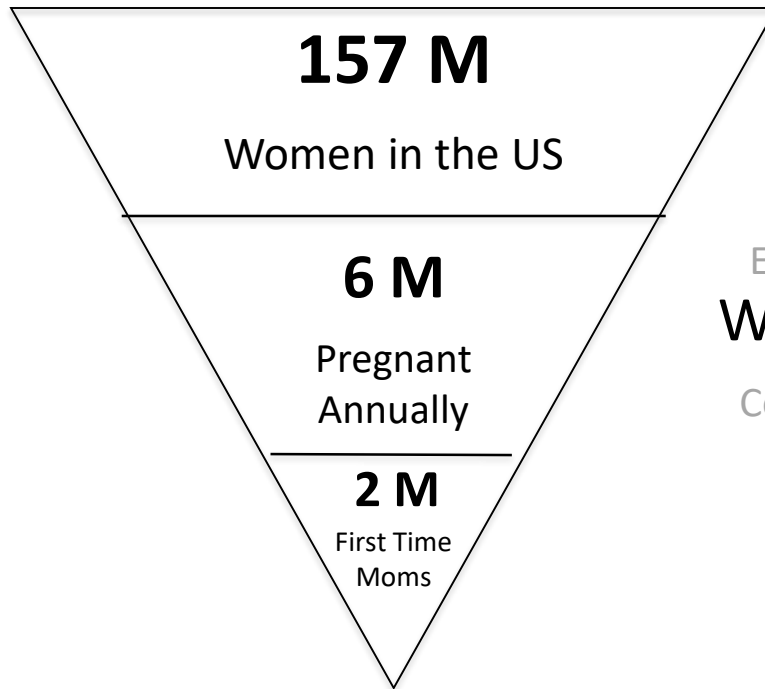 157 M
Women in the US
6 M
Pregnant
Annually
2 M
First Time
Moms